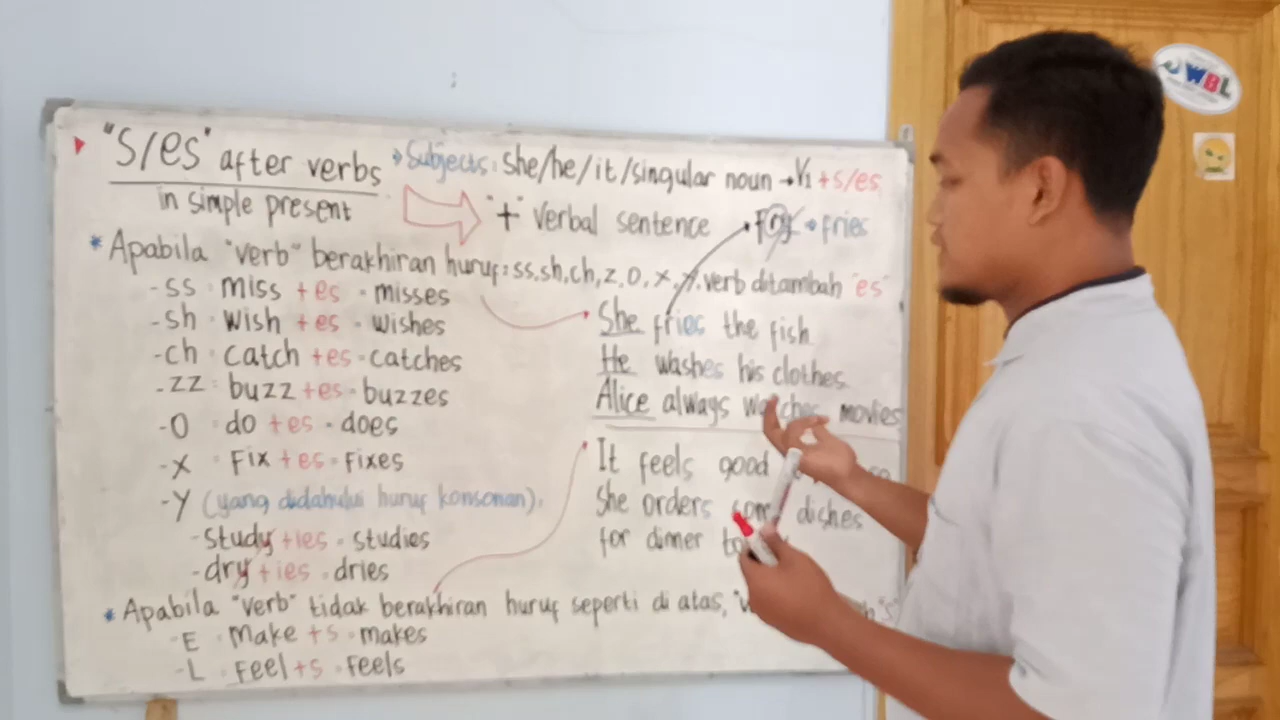 "S/es" after verbs
in simple present
Subjects: she/he/it/singular noun → V1 +s/es
"+" verbal sentence
Fry fries
* Apabila "verb" berakhiran huruf: ss, sh, ch, z, o, x, y. verb ditambah "es"
-ss : miss +es = misses
-sh : wish +es = wishes
-ch : catch +es = catches
-zz : buzz +es = buzzes
-O : do +es = does
-X : Fix +es = Fixes
-Y (yang didahului huruf konsonan).
-study +ies = studies
-dry +ies = dries
She fries the fish
He washes his clothes.
Alice always watches movies
It feels good
She orders some dishes
for dinner
* Apabila "verb" tidak berakhiran huruf seperti di atas, "s"
-E : Make +s = makes
-L : Feel +s = Feels
WBL